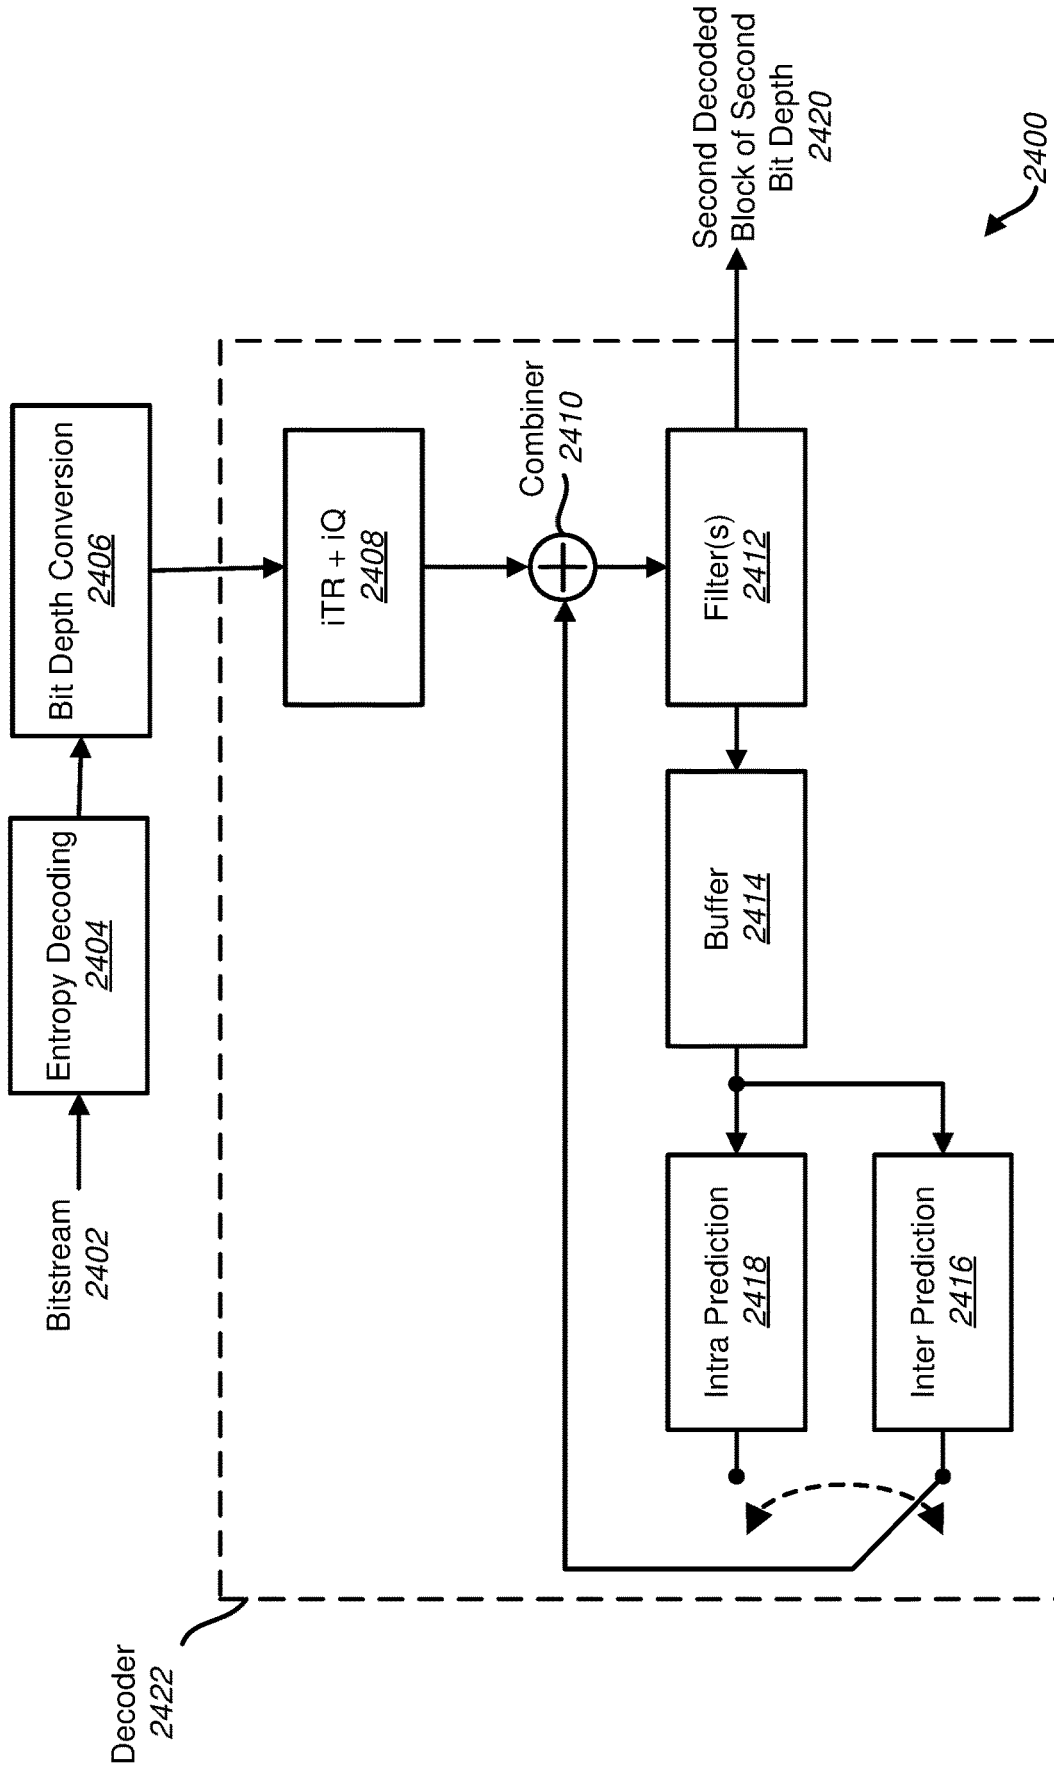 Bitstream
2402
Entropy Decoding
2404
Bit Depth Conversion
2406
Decoder
2422
iTR + iQ
2408
Combiner
2410
Intra Prediction
2418
Buffer
2414
Filter(s)
2412
Second Decoded
Block of Second
Bit Depth
2420
Inter Prediction
2416
2400